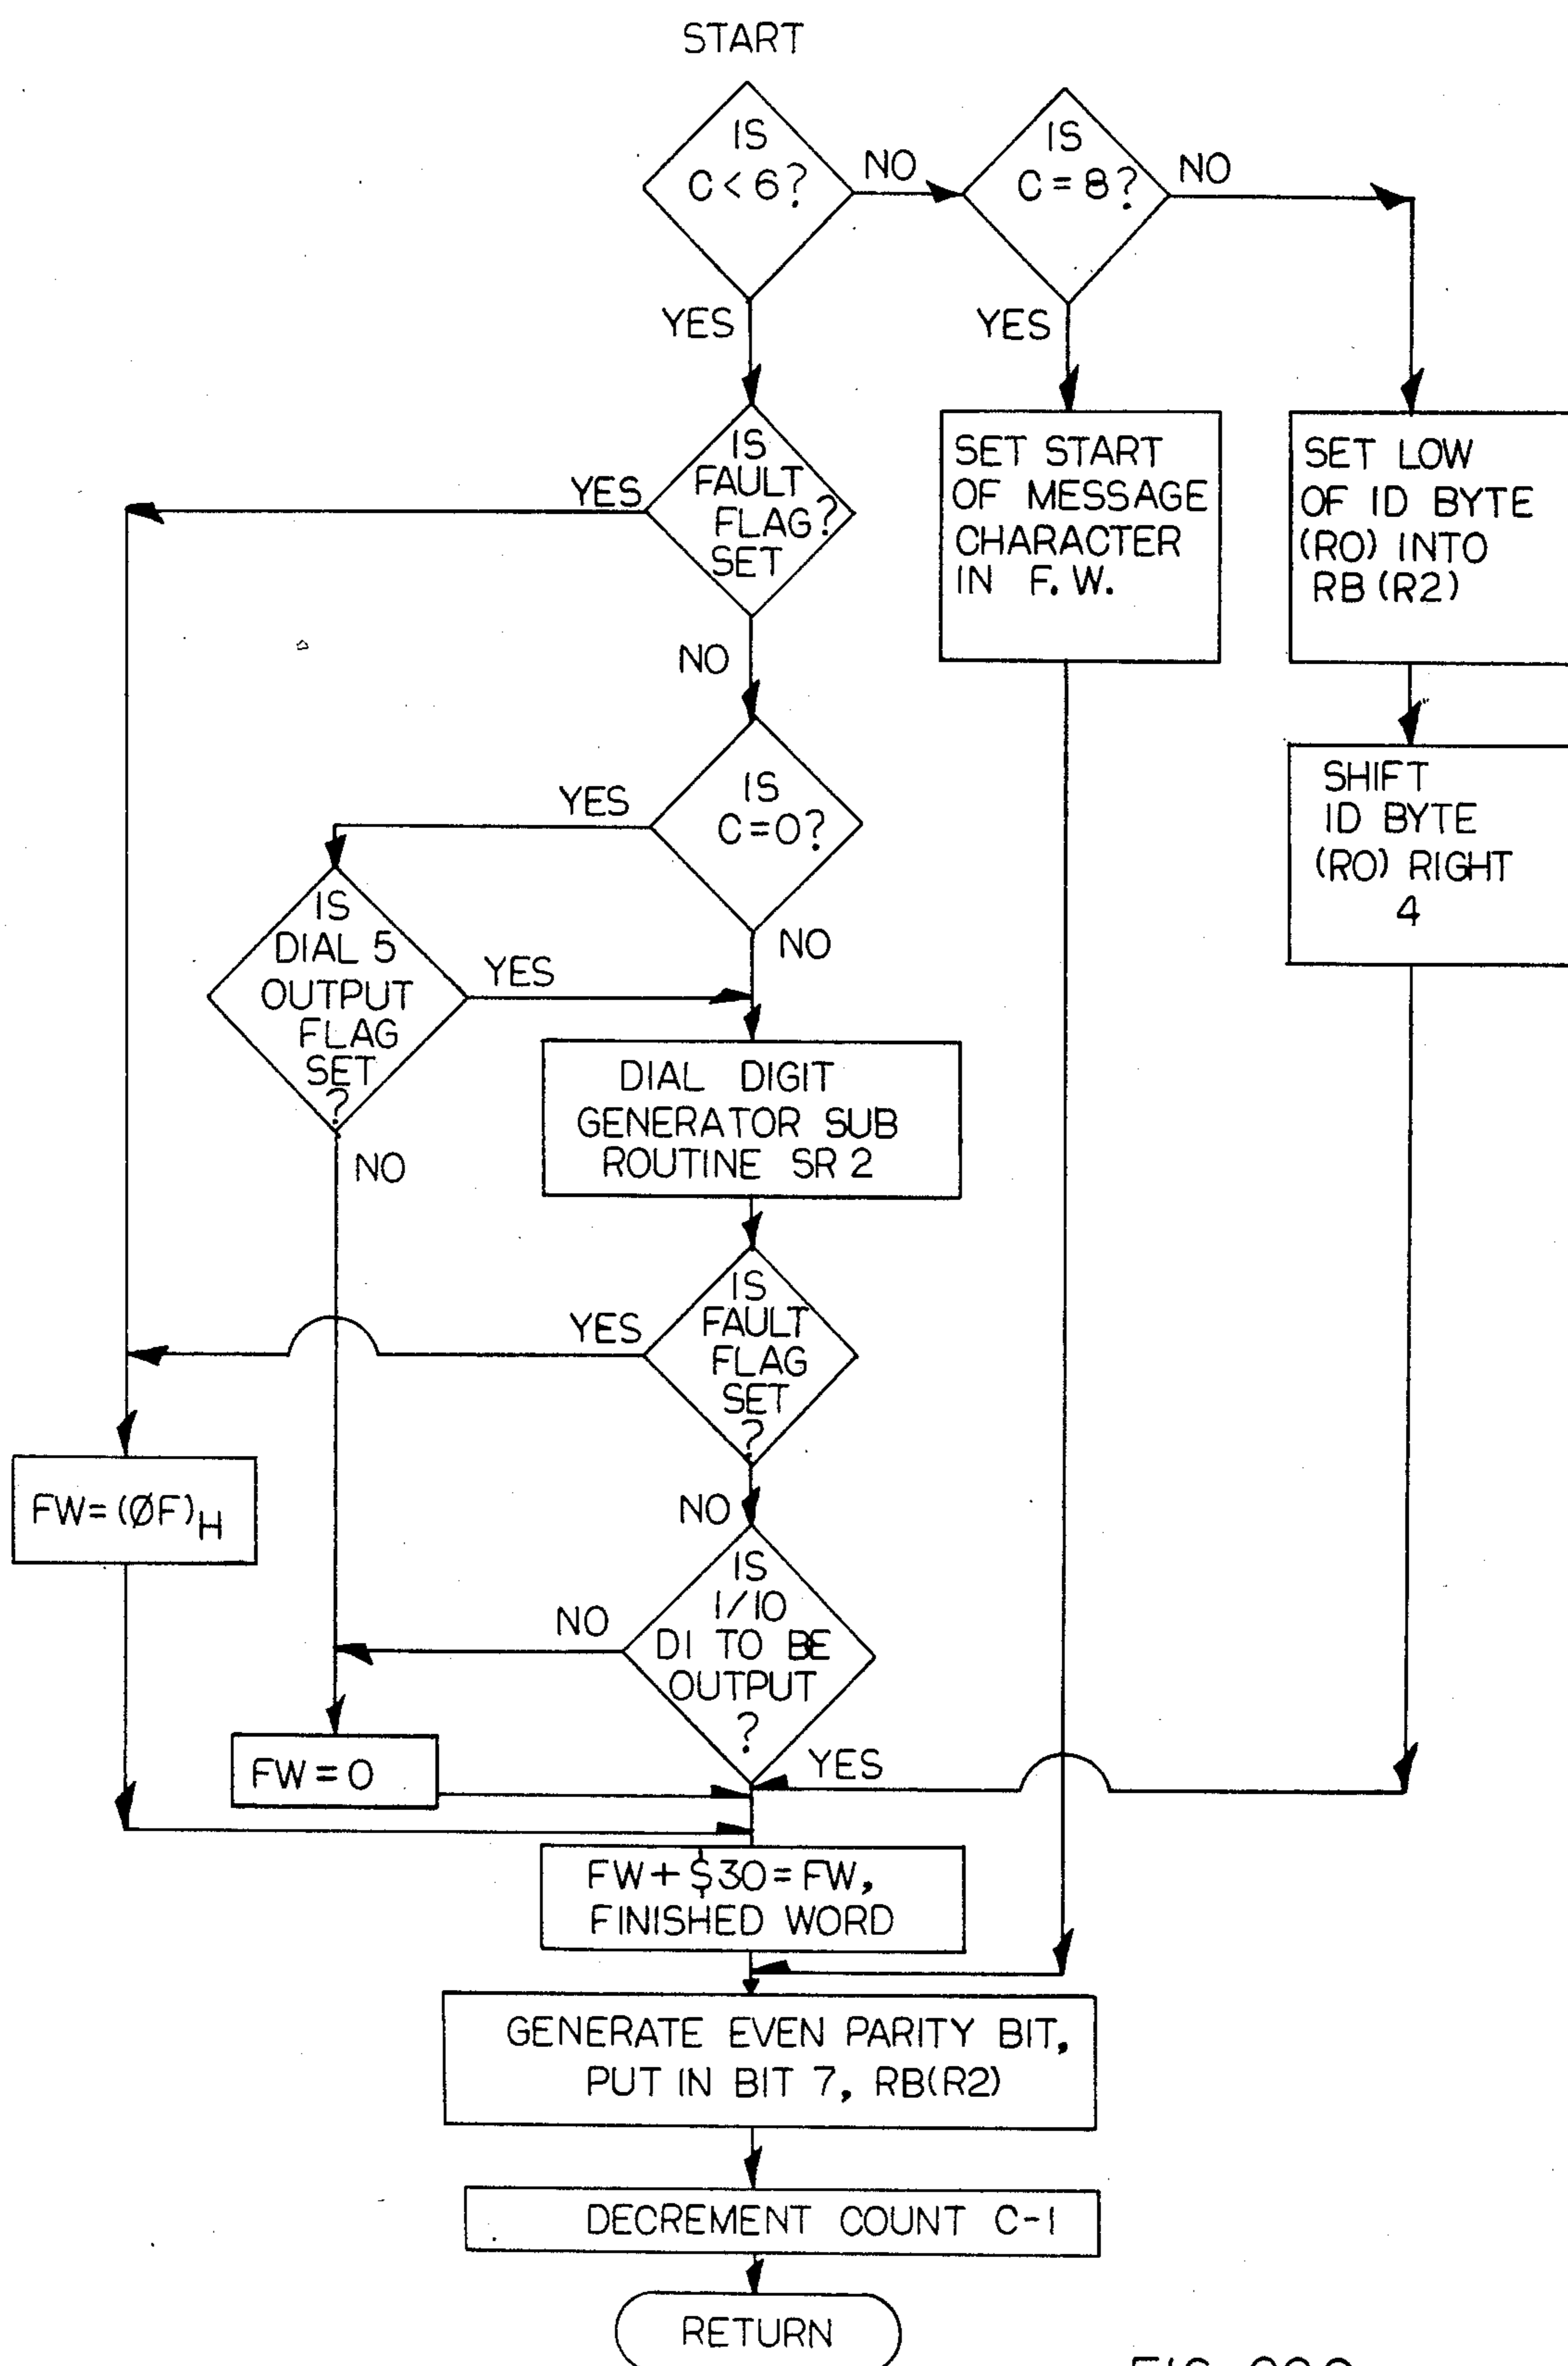 START
IS
C < 6?
NO
IS
C = 8?
NO
YES
YES
IS
FAULT
FLAG?
SET
YES
SET START
OF MESSAGE
CHARACTER
IN F.W.
SET LOW
OF ID BYTE
(RO) INTO
RB (R2)
NO
IS
C=0?
YES
SHIFT
ID BYTE
(RO) RIGHT
4
NO
IS
DIAL 5
OUTPUT
FLAG
SET
?
YES
NO
DIAL DIGIT
GENERATOR SUB
ROUTINE SR 2
IS
FAULT
FLAG
SET
?
YES
FW= (ØF)H
NO
IS
1/10
DI TO BE
OUTPUT
?
NO
YES
FW = 0
FW + $30 = FW,
FINISHED WORD
GENERATE EVEN PARITY BIT,
PUT IN BIT 7, RB(R2)
DECREMENT COUNT C-1
RETURN